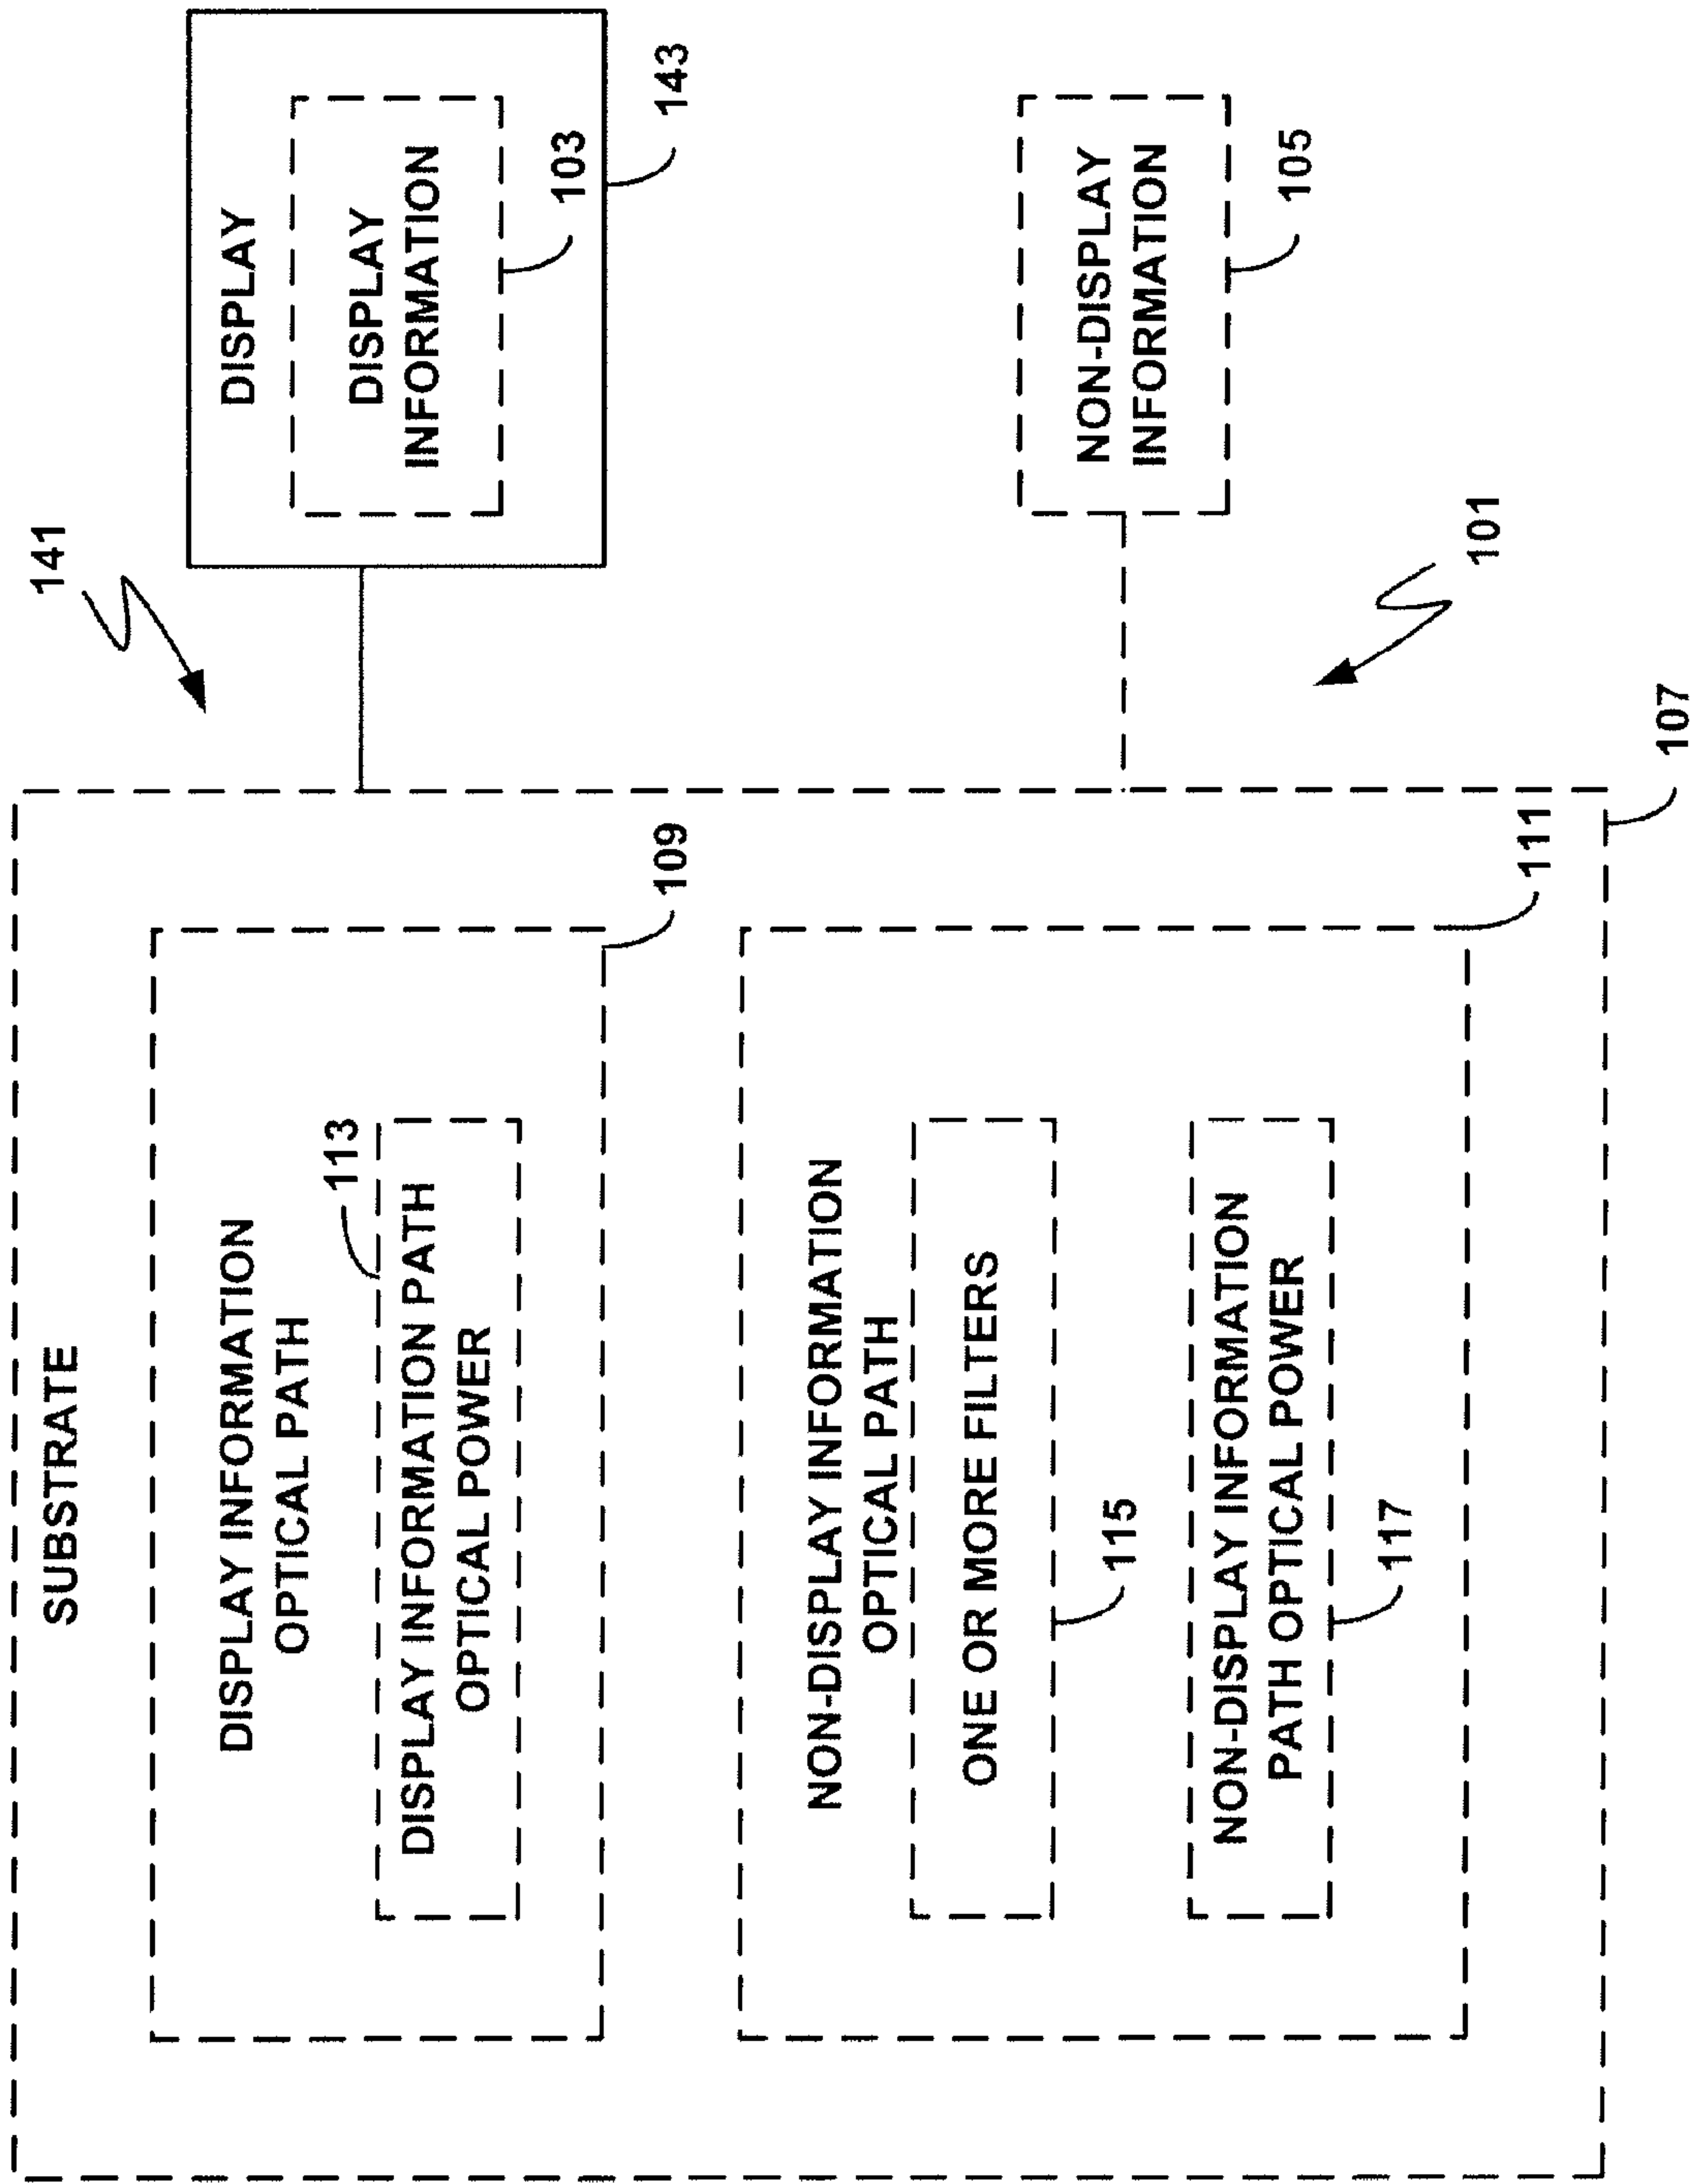 SUBSTRATE
DISPLAY INFORMATION
OPTICAL PATH
113
DISPLAY INFORMATION PATH
OPTICAL POWER
109
NON-DISPLAY INFORMATION
OPTICAL PATH
ONE OR MORE FILTERS
115
NON-DISPLAY INFORMATION
PATH OPTICAL POWER
117
111
107
141
DISPLAY
DISPLAY
INFORMATION
103
143
NON-DISPLAY
INFORMATION
105
101